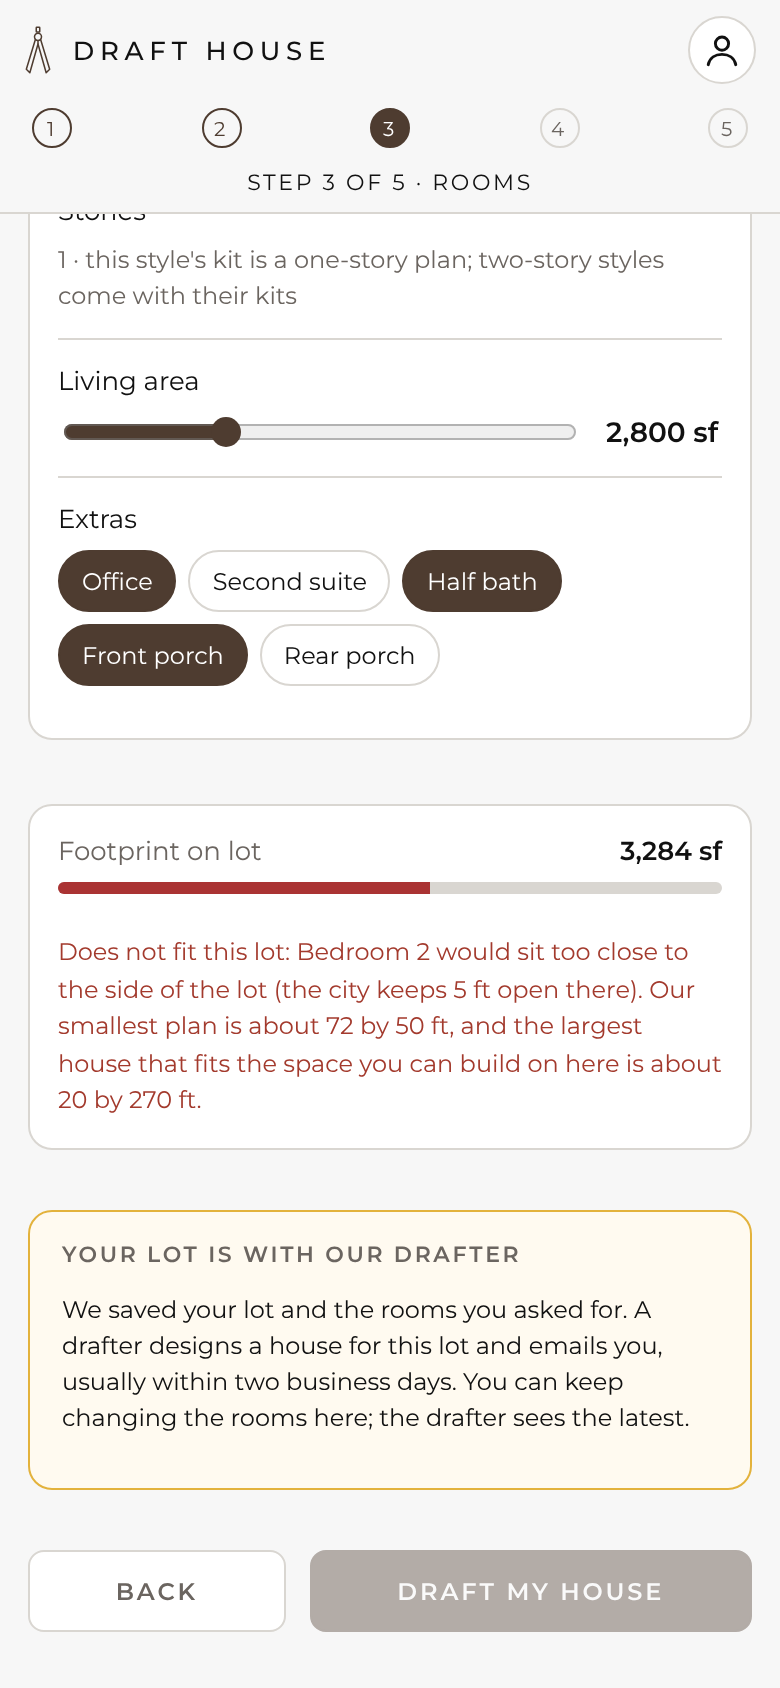 DRAFT HOUSE
1 2 3 4 5
STEP 3 OF 5 · ROOMS
Stories
1 · this style's kit is a one-story plan; two-story styles
come with their kits
Living area
2,800 sf
Extras
Office Second suite Half bath
Front porch Rear porch
Footprint on lot 3,284 sf
Does not fit this lot: Bedroom 2 would sit too close to
the side of the lot (the city keeps 5 ft open there). Our
smallest plan is about 72 by 50 ft, and the largest
house that fits the space you can build on here is about
20 by 270 ft.
YOUR LOT IS WITH OUR DRAFTER
We saved your lot and the rooms you asked for. A
drafter designs a house for this lot and emails you,
usually within two business days. You can keep
changing the rooms here; the drafter sees the latest.
BACK DRAFT MY HOUSE